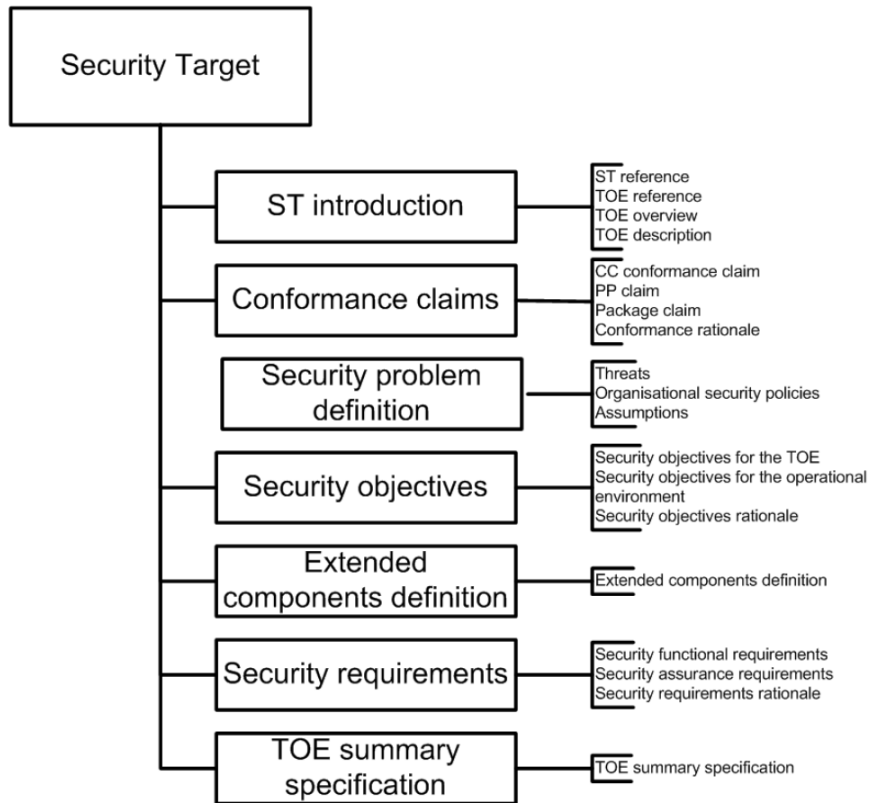 Security Target
ST introduction
ST reference
TOE reference
TOE overview
TOE description
Conformance claims
CC conformance claim
PP claim
Package claim
Conformance rationale
Security problem
definition
Threats
Organisational security policies
Assumptions
Security objectives
Security objectives for the TOE
Security objectives for the operational
environment
Security objectives rationale
Extended
components definition
Extended components definition
Security requirements
Security functional requirements
Security assurance requirements
Security requirements rationale
TOE summary
specification
TOE summary specification